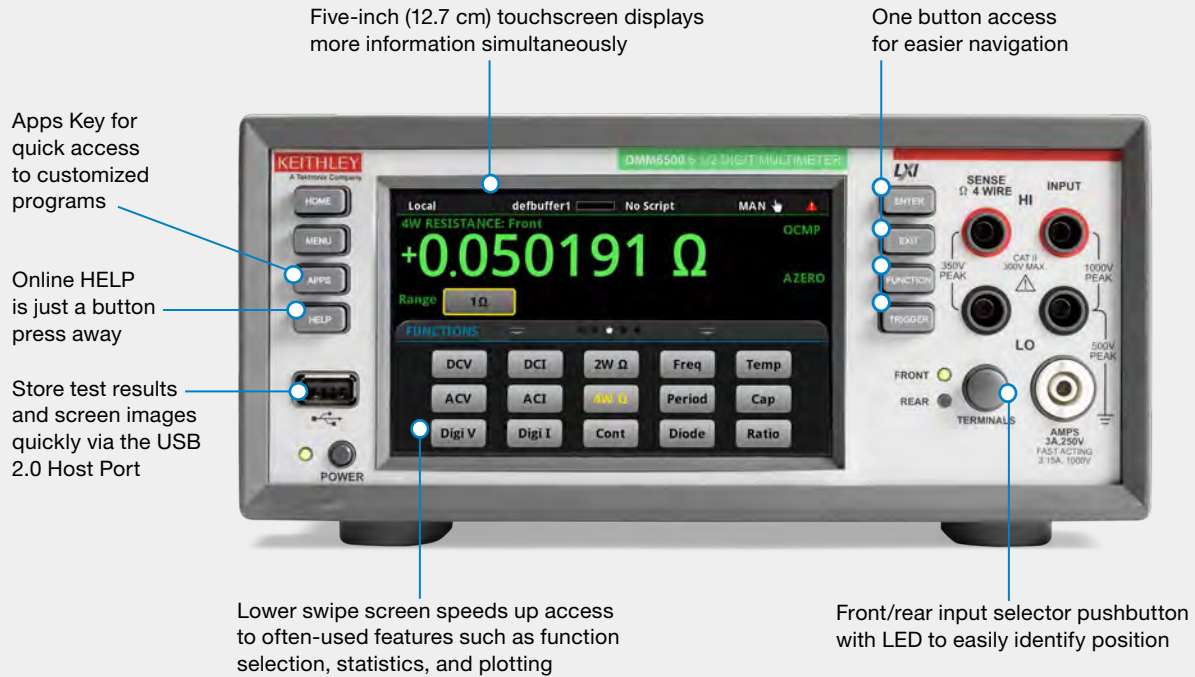 Five-inch (12.7 cm) touchscreen displays
more information simultaneously
One button access
for easier navigation
Apps Key for
quick access
to customized
programs
Online HELP
is just a button
press away
Store test results
and screen images
quickly via the USB
2.0 Host Port
KEITHLEY
A Tektronix Company
DMM6500 6 1/2 DIGIT MULTIMETER
HOME
MENU
APPS
HELP
POWER
Local
defbuffer1
No Script
MAN
4W RESISTANCE: Front
OCMP
+0.050191 Ω
AZERO
Range
1Ω
FUNCTIONS
DCV DCI 2W Ω Freq Temp
ACV ACI 4W Ω Period Cap
Digi V Digi I Cont Diode Ratio
LXI
ENTER
EXIT
FUNCTION
TRIGGER
SENSE
Ω 4 WIRE
INPUT
HI
CAT II
300V MAX
350V
PEAK
1000V
PEAK
LO
500V
PEAK
FRONT
REAR
TERMINALS
AMPS
3A,250V
FAST ACTING
3.15A, 1000V
Lower swipe screen speeds up access
to often-used features such as function
selection, statistics, and plotting
Front/rear input selector pushbutton
with LED to easily identify position